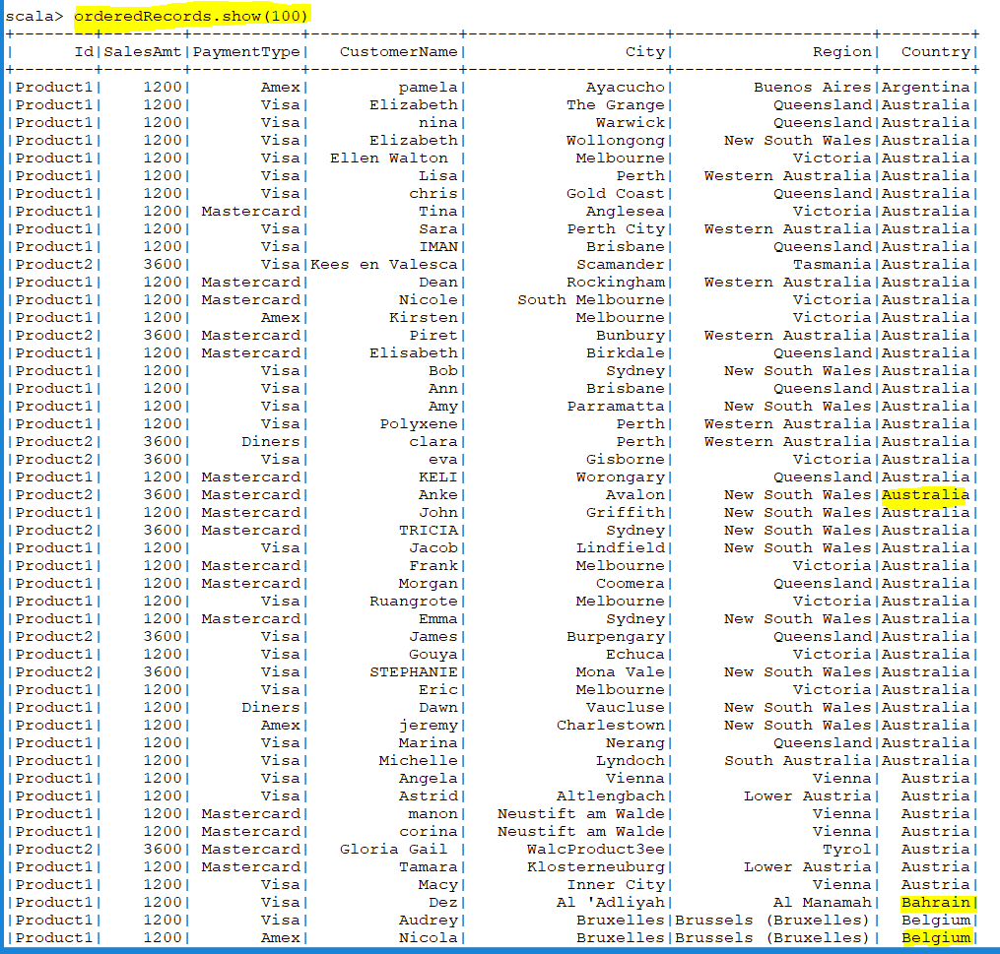 scala> orderedRecords.show(100)
+--------+--------+-----------+----------------+--------------------+--------------------+---------+
| Id|SalesAmt|PaymentType| CustomerName| City| Region| Country|
+--------+--------+-----------+----------------+--------------------+--------------------+---------+
|Product1| 1200| Amex| pamela| Ayacucho| Buenos Aires|Argentina|
|Product1| 1200| Visa| Elizabeth| The Grange| Queensland|Australia|
|Product1| 1200| Visa| nina| Warwick| Queensland|Australia|
|Product1| 1200| Visa| Elizabeth| Wollongong| New South Wales|Australia|
|Product1| 1200| Visa| Ellen Walton | Melbourne| Victoria|Australia|
|Product1| 1200| Visa| Lisa| Perth| Western Australia|Australia|
|Product1| 1200| Visa| chris| Gold Coast| Queensland|Australia|
|Product1| 1200| Mastercard| Tina| Anglesea| Victoria|Australia|
|Product1| 1200| Visa| Sara| Perth City| Western Australia|Australia|
|Product1| 1200| Visa| IMAN| Brisbane| Queensland|Australia|
|Product2| 3600| Visa|Kees en Valesca| Scamander| Tasmania|Australia|
|Product1| 1200| Mastercard| Dean| Rockingham| Western Australia|Australia|
|Product1| 1200| Mastercard| Nicole| South Melbourne| Victoria|Australia|
|Product1| 1200| Amex| Kirsten| Melbourne| Victoria|Australia|
|Product2| 3600| Mastercard| Piret| Bunbury| Western Australia|Australia|
|Product1| 1200| Mastercard| Elisabeth| Birkdale| Queensland|Australia|
|Product1| 1200| Visa| Bob| Sydney| New South Wales|Australia|
|Product1| 1200| Visa| Ann| Brisbane| Queensland|Australia|
|Product1| 1200| Visa| Amy| Parramatta| New South Wales|Australia|
|Product1| 1200| Visa| Polyxene| Perth| Western Australia|Australia|
|Product2| 3600| Diners| clara| Perth| Western Australia|Australia|
|Product2| 3600| Visa| eva| Gisborne| Victoria|Australia|
|Product1| 1200| Mastercard| KELI| Worongary| Queensland|Australia|
|Product2| 3600| Mastercard| Anke| Avalon| New South Wales|Australia|
|Product1| 1200| Mastercard| John| Griffith| New South Wales|Australia|
|Product2| 3600| Mastercard| TRICIA| Sydney| New South Wales|Australia|
|Product1| 1200| Visa| Jacob| Lindfield| New South Wales|Australia|
|Product1| 1200| Mastercard| Frank| Melbourne| Victoria|Australia|
|Product1| 1200| Mastercard| Morgan| Coomera| Queensland|Australia|
|Product1| 1200| Visa| Ruangrote| Melbourne| Victoria|Australia|
|Product1| 1200| Mastercard| Emma| Sydney| New South Wales|Australia|
|Product2| 3600| Visa| James| Burpengary| Queensland|Australia|
|Product1| 1200| Visa| Gouya| Echuca| Victoria|Australia|
|Product2| 3600| Visa| STEPHANIE| Mona Vale| New South Wales|Australia|
|Product1| 1200| Visa| Eric| Melbourne| Victoria|Australia|
|Product1| 1200| Diners| Dawn| Vaucluse| New South Wales|Australia|
|Product1| 1200| Amex| jeremy| Charlestown| New South Wales|Australia|
|Product1| 1200| Visa| Marina| Nerang| Queensland|Australia|
|Product1| 1200| Visa| Michelle| Lyndoch| South Australia|Australia|
|Product1| 1200| Visa| Angela| Vienna| Vienna| Austria|
|Product1| 1200| Visa| Astrid| Altlengbach| Lower Austria| Austria|
|Product1| 1200| Mastercard| manon| Neustift am Walde| Vienna| Austria|
|Product1| 1200| Mastercard| corina| Neustift am Walde| Vienna| Austria|
|Product2| 3600| Mastercard| Gloria Gail | WalcProduct3ee| Tyrol| Austria|
|Product1| 1200| Mastercard| Tamara| Klosterneuburg| Lower Austria| Austria|
|Product1| 1200| Visa| Macy| Inner City| Vienna| Austria|
|Product1| 1200| Visa| Dez| Al 'Adliyah| Al Manamah| Bahrain|
|Product1| 1200| Visa| Audrey| Bruxelles|Brussels (Bruxelles)| Belgium|
|Product1| 1200| Amex| Nicola| Bruxelles|Brussels (Bruxelles)| Belgium|